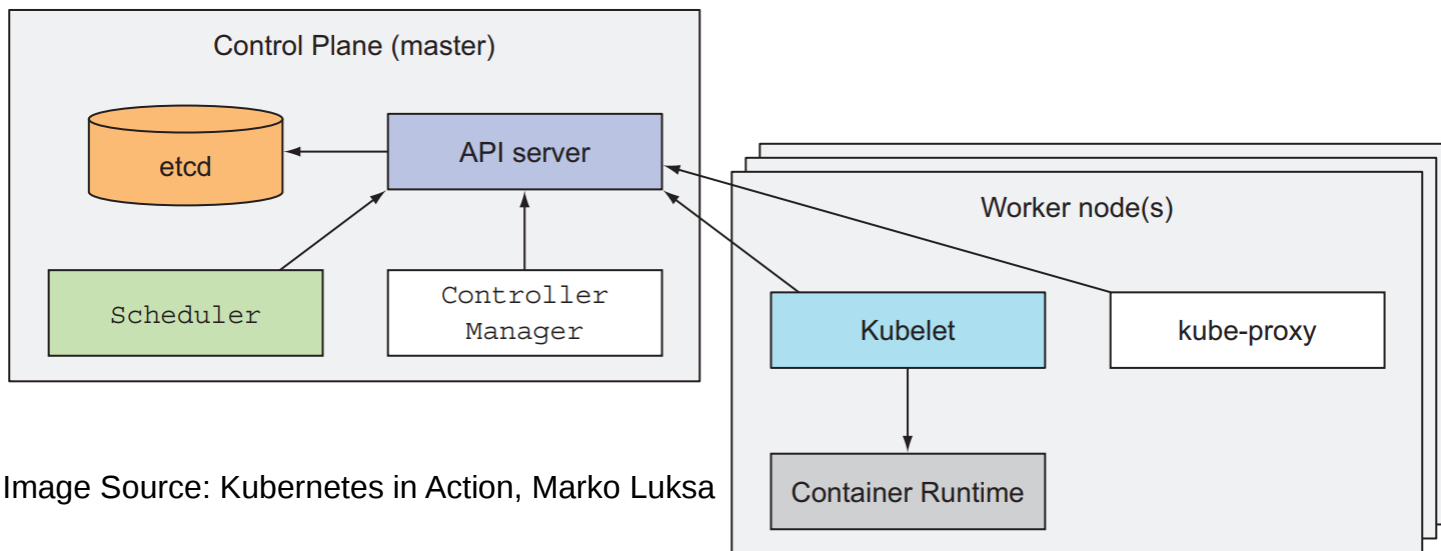 Control Plane (master)
etcd
API server
Scheduler
Controller
Manager
Worker node(s)
Kubelet
kube-proxy
Container Runtime
Image Source: Kubernetes in Action, Marko Luksa